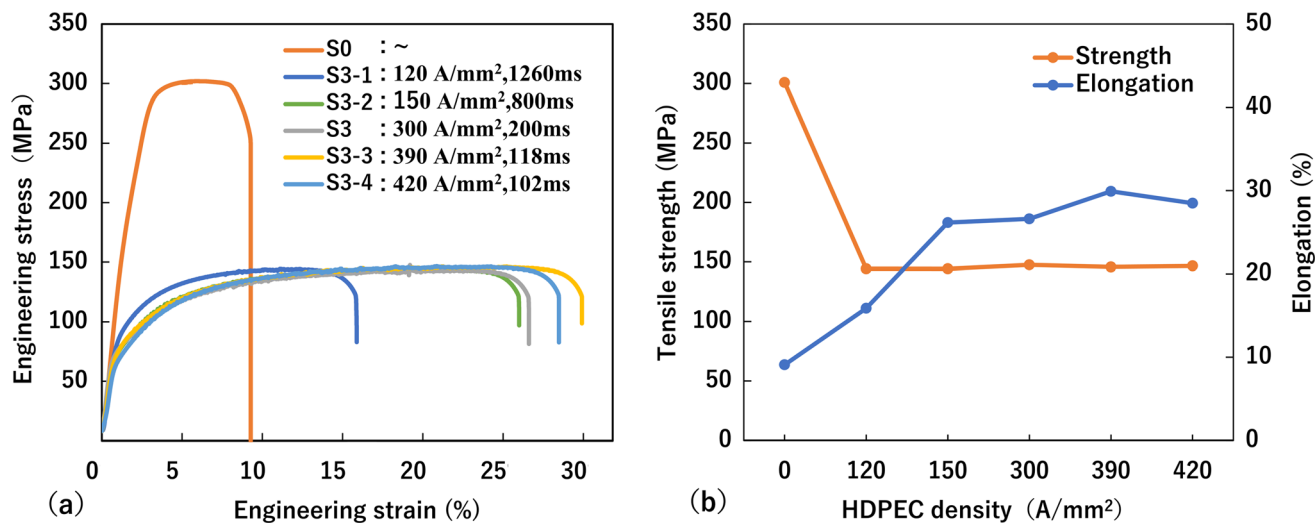 350
300
250
200
150
100
50
0
5
10
15
20
25
30
Engineering stress (MPa)
Engineering strain (%)
(a)
S0 : ~
S3-1 : 120 A/mm²,1260ms
S3-2 : 150 A/mm²,800ms
S3 : 300 A/mm²,200ms
S3-3 : 390 A/mm²,118ms
S3-4 : 420 A/mm²,102ms
350
300
250
200
150
100
50
0
Tensile strength (MPa)
Strength
Elongation
50
40
30
20
10
0
Elongation (%)
0
120
150
300
390
420
HDPEC density (A/mm²)
(b)